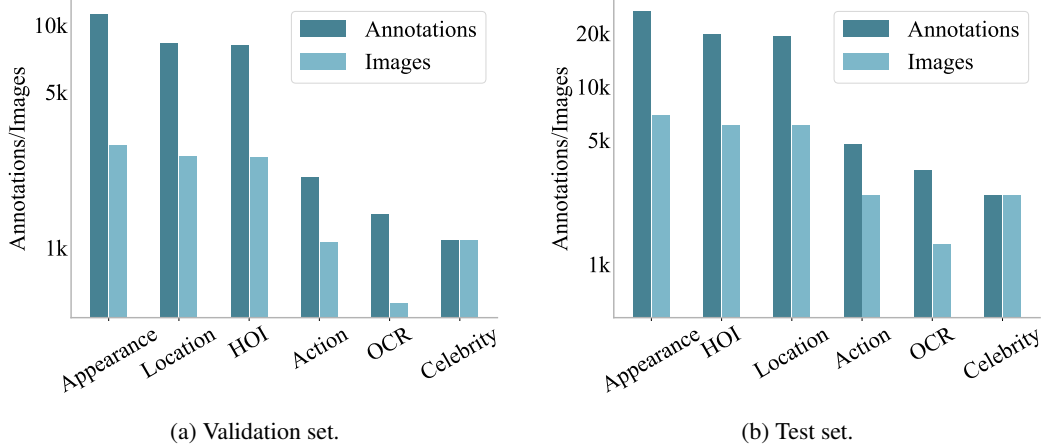 10k
5k
1k
Annotations/Images
Annotations
Images
Appearance
Location
HOI
Action
OCR
Celebrity
(a) Validation set.
20k
10k
5k
1k
Annotations/Images
Annotations
Images
Appearance
HOI
Location
Action
OCR
Celebrity
(b) Test set.